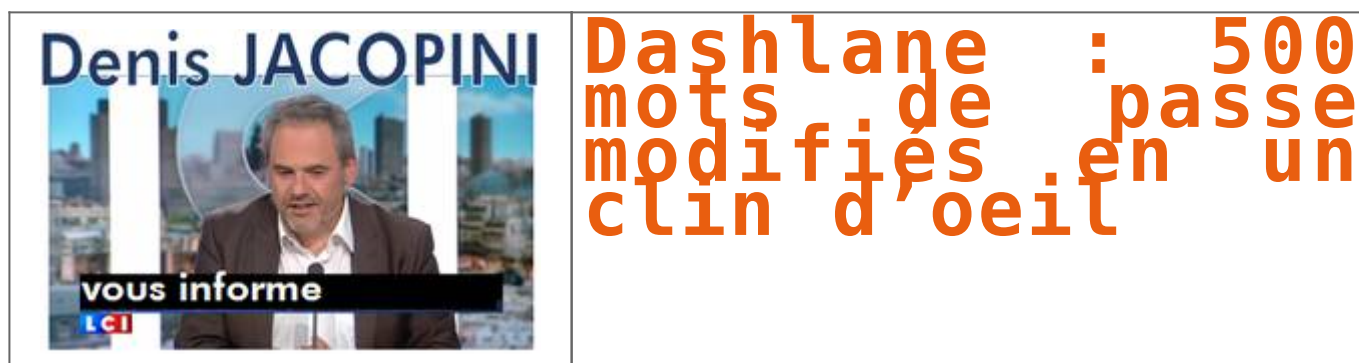 Denis JACOPINI
vous informe
LCI
Dashlane : 500
mots de passe
modifiés en un
clin d’oeil